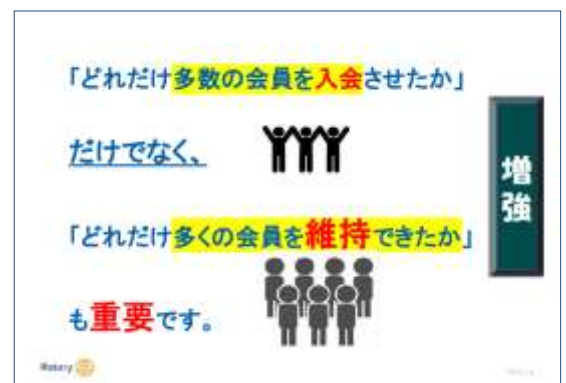 「どれだけ多数の会員を入会させたか」
だけでなく、
増強
「どれだけ多くの会員を維持できたか」
も重要です。
Rotary